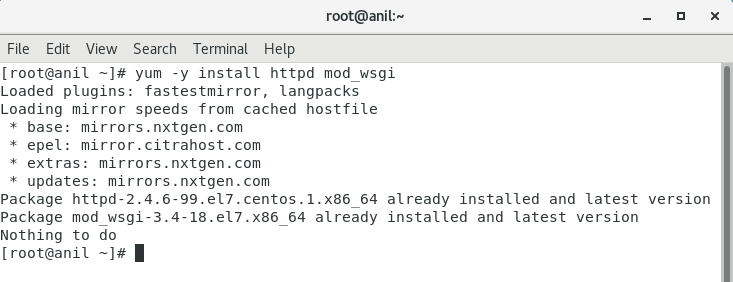 root@anil:~
File Edit View Search Terminal Help
[root@anil ~]# yum -y install httpd mod_wsgi
Loaded plugins: fastestmirror, langpacks
Loading mirror speeds from cached hostfile
 * base: mirrors.nxtgen.com
 * epel: mirror.citrahost.com
 * extras: mirrors.nxtgen.com
 * updates: mirrors.nxtgen.com
Package httpd-2.4.6-99.el7.centos.1.x86_64 already installed and latest version
Package mod_wsgi-3.4-18.el7.x86_64 already installed and latest version
Nothing to do
[root@anil ~]#